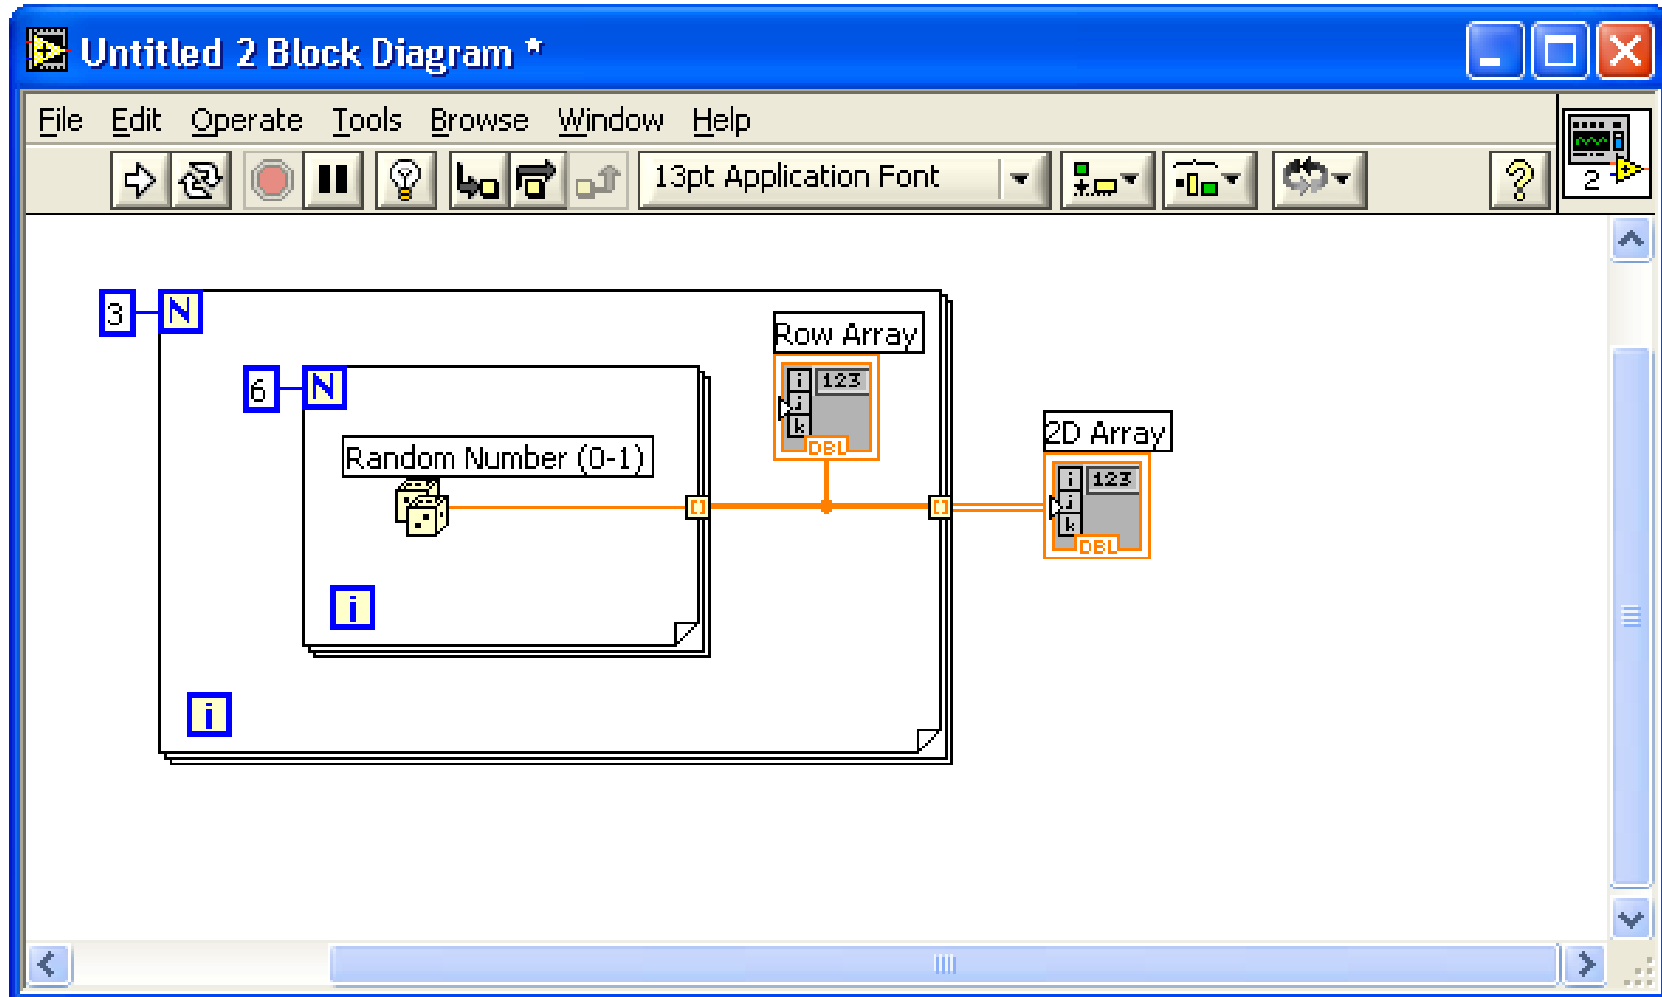 Untitled 2 Block Diagram *
File Edit Operate Tools Browse Window Help
13pt Application Font
?
2
3 N
Row Array
i 123
j
k
DBL
6 N
Random Number (0-1)
2D Array
i 123
j
k
DBL
i
i